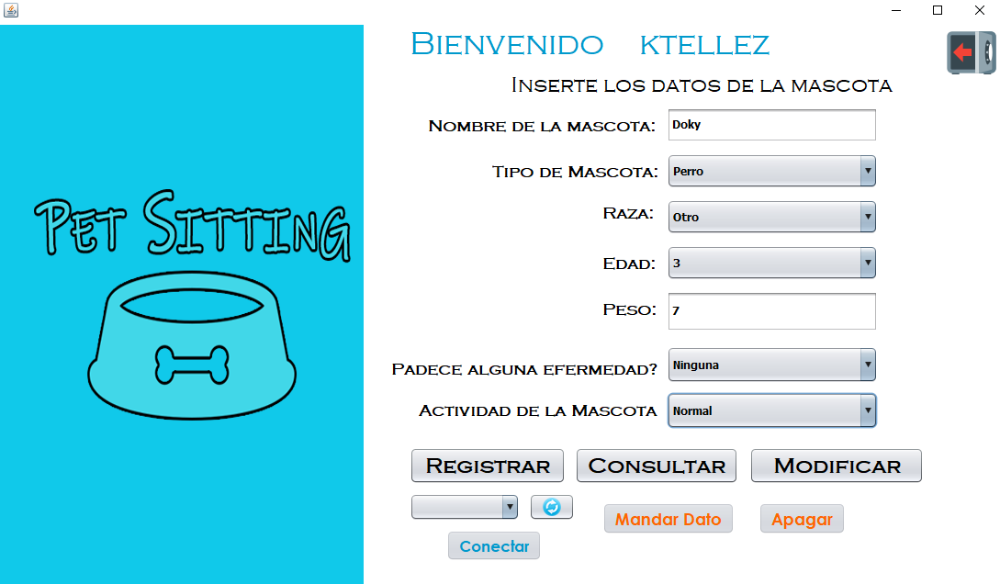 Pet Sitting
Bienvenido ktellez
Inserte los datos de la mascota
Nombre de la mascota: Doky
Tipo de Mascota: Perro
Raza: Otro
Edad: 3
Peso: 7
Padece alguna efermedad? Ninguna
Actividad de la Mascota Normal
Registrar Consultar Modificar
Mandar Dato Apagar
Conectar